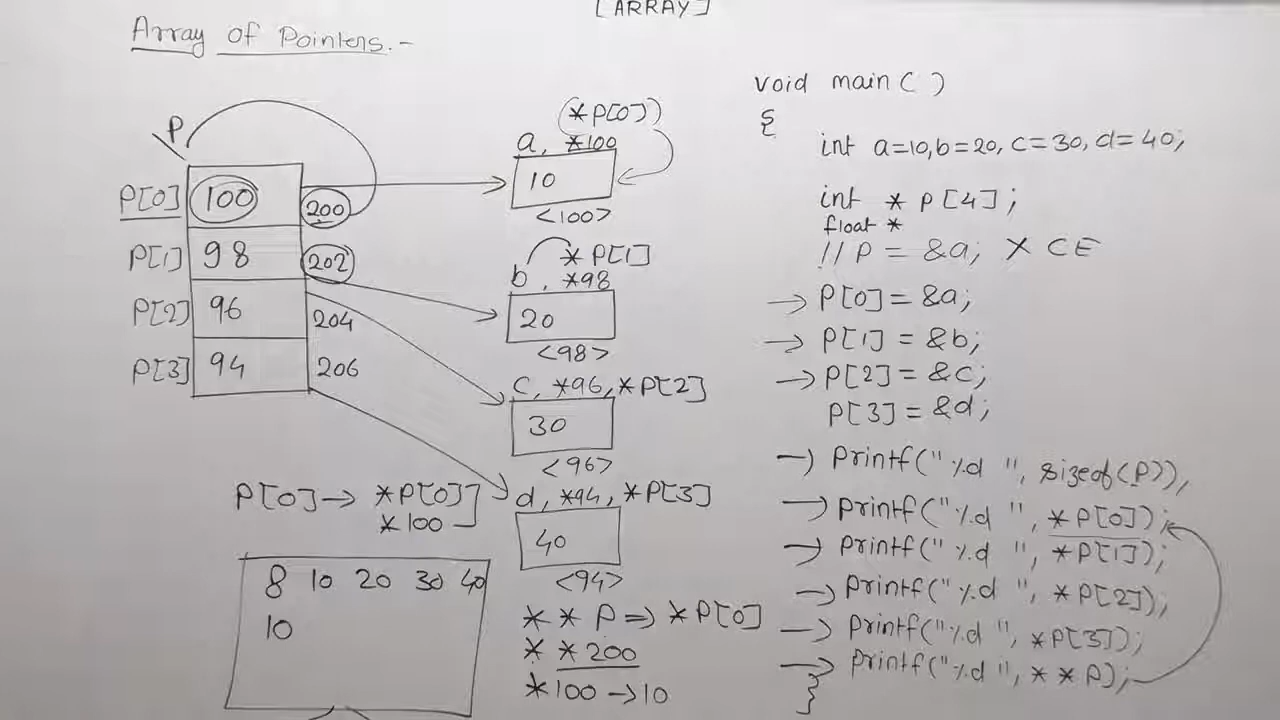 [ARRAY]
Array of Pointers.-
P
P[0] 100 200
P[1] 98 202
P[2] 96 204
P[3] 94 206
(*P[0])
a, *100
10
<100>
*P[1]
b, *98
20
<98>
c, *96, *P[2]
30
<96>
d, *94, *P[3]
40
<94>
P[0] → *P[0]
*100
8 10 20 30 40
10
* * P => *P[0]
* *200
*100 → 10
void main( )
{
int a=10, b=20, c=30, d=40;
int * P[4];
float *
// P = &a; X CE
→ P[0] = &a;
→ P[1] = &b;
→ P[2] = &c;
P[3] = &d;
→ Printf("%d ", sizeof(P));
→ Printf("%d ", *P[0]);
→ Printf("%d ", *P[1]);
→ Printf("%d ", *P[2]);
→ Printf("%d ", *P[3]);
→ Printf("%d ", * * P);
}